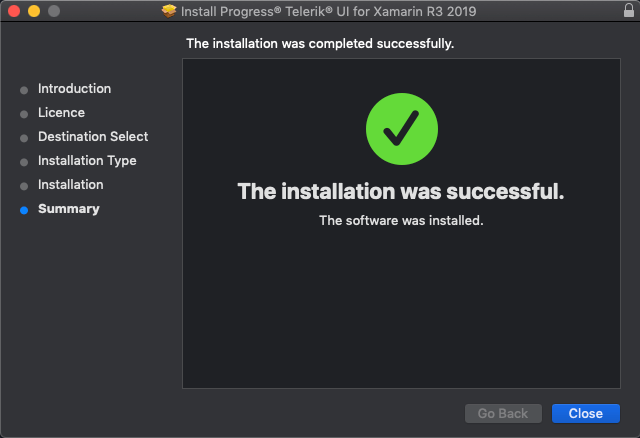 Install Progress® Telerik® UI for Xamarin R3 2019
The installation was completed successfully.
Introduction
Licence
Destination Select
Installation Type
Installation
Summary
The installation was successful.
The software was installed.
Go Back
Close